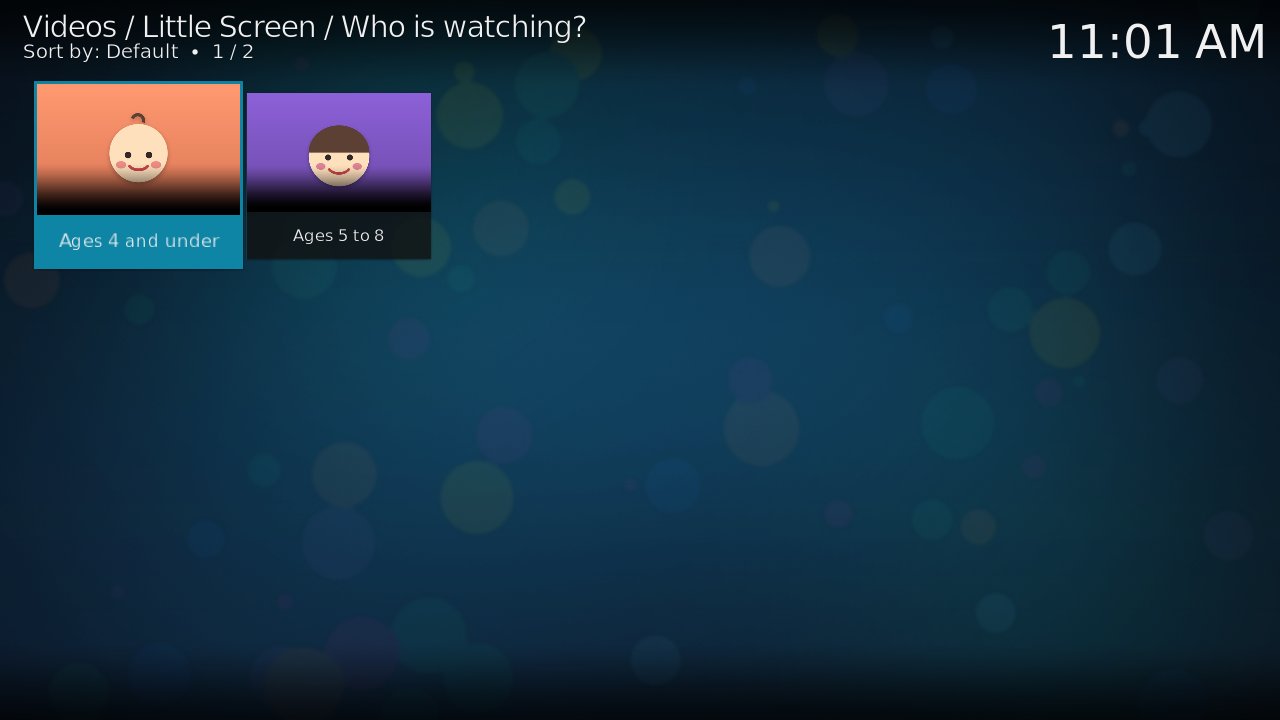 Videos / Little Screen / Who is watching?
Sort by: Default • 1 / 2
11:01 AM
Ages 4 and under
Ages 5 to 8